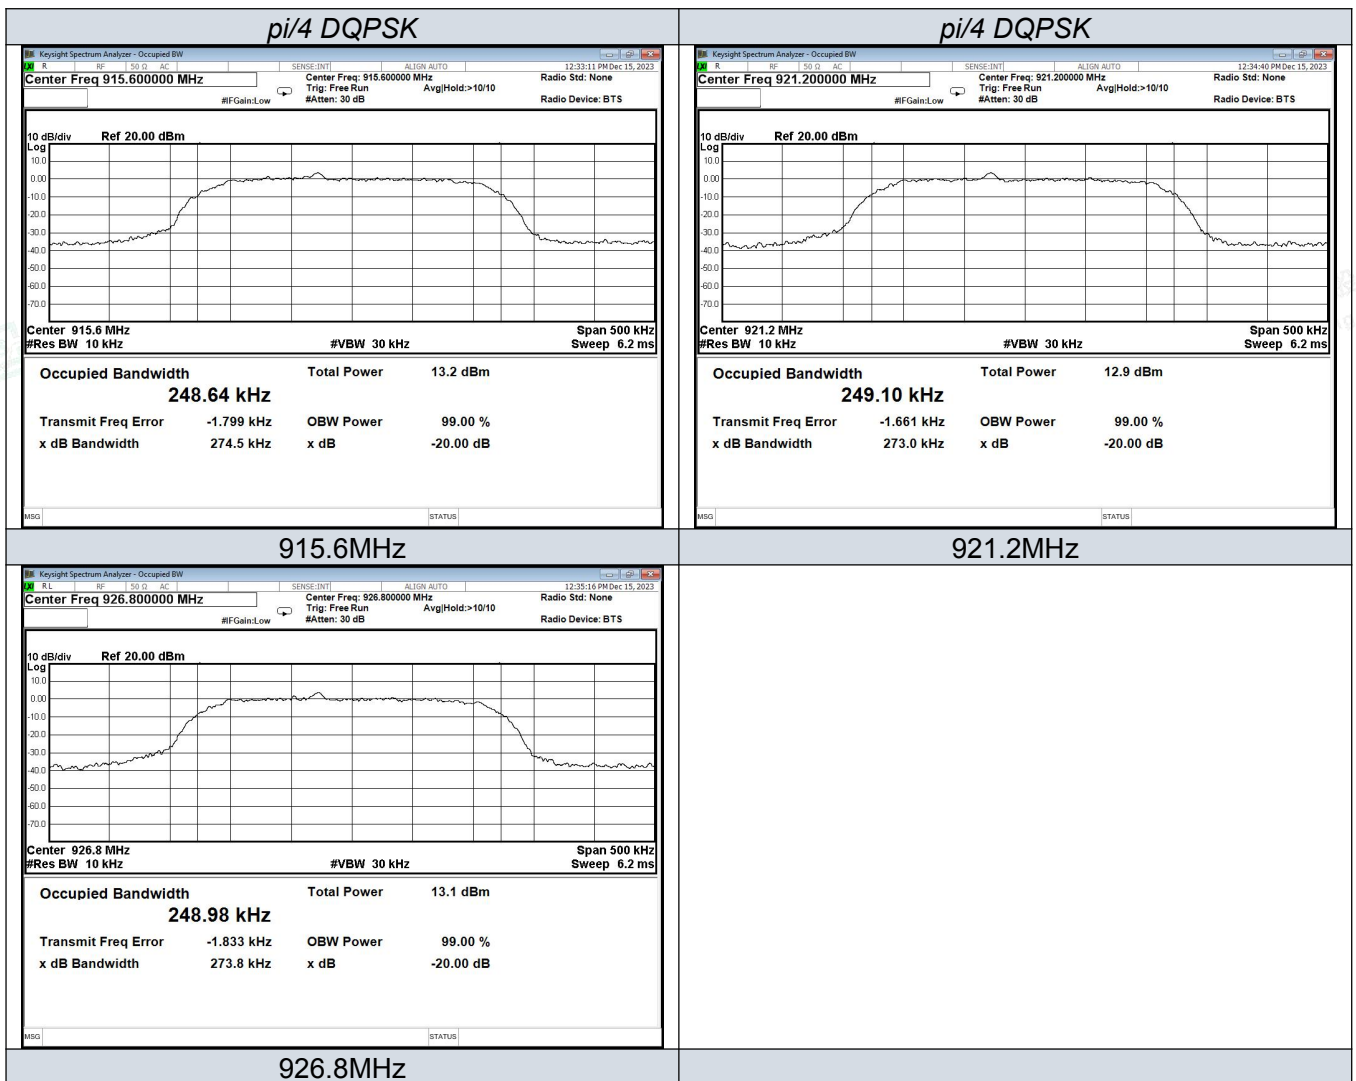 pi/4 DQPSK
pi/4 DQPSK
Keysight Spectrum Analyzer - Occupied BW
LXI R RF 50 Ω AC SENSE:INT ALIGN AUTO 12:33:11 PM Dec 15, 2023
Center Freq 915.600000 MHz
Center Freq: 915.600000 MHz
Radio Std: None
Trig: Free Run Avg|Hold:>10/10
#IFGain:Low #Atten: 30 dB Radio Device: BTS
10 dB/div Ref 20.00 dBm
Log
10.0
0.00
-10.0
-20.0
-30.0
-40.0
-50.0
-60.0
-70.0
Center 915.6 MHz Span 500 kHz
#Res BW 10 kHz #VBW 30 kHz Sweep 6.2 ms
Occupied Bandwidth Total Power 13.2 dBm
248.64 kHz
Transmit Freq Error -1.799 kHz OBW Power 99.00 %
x dB Bandwidth 274.5 kHz x dB -20.00 dB
MSG STATUS
Keysight Spectrum Analyzer - Occupied BW
LXI R RF 50 Ω AC SENSE:INT ALIGN AUTO 12:34:40 PM Dec 15, 2023
Center Freq 921.200000 MHz
Center Freq: 921.200000 MHz
Radio Std: None
Trig: Free Run Avg|Hold:>10/10
#IFGain:Low #Atten: 30 dB Radio Device: BTS
10 dB/div Ref 20.00 dBm
Log
10.0
0.00
-10.0
-20.0
-30.0
-40.0
-50.0
-60.0
-70.0
Center 921.2 MHz Span 500 kHz
#Res BW 10 kHz #VBW 30 kHz Sweep 6.2 ms
Occupied Bandwidth Total Power 12.9 dBm
249.10 kHz
Transmit Freq Error -1.661 kHz OBW Power 99.00 %
x dB Bandwidth 273.0 kHz x dB -20.00 dB
MSG STATUS
915.6MHz
921.2MHz
Keysight Spectrum Analyzer - Occupied BW
LXI RL RF 50 Ω AC SENSE:INT ALIGN AUTO 12:35:16 PM Dec 15, 2023
Center Freq 926.800000 MHz
Center Freq: 926.800000 MHz
Radio Std: None
Trig: Free Run Avg|Hold:>10/10
#IFGain:Low #Atten: 30 dB Radio Device: BTS
10 dB/div Ref 20.00 dBm
Log
10.0
0.00
-10.0
-20.0
-30.0
-40.0
-50.0
-60.0
-70.0
Center 926.8 MHz Span 500 kHz
#Res BW 10 kHz #VBW 30 kHz Sweep 6.2 ms
Occupied Bandwidth Total Power 13.1 dBm
248.98 kHz
Transmit Freq Error -1.833 kHz OBW Power 99.00 %
x dB Bandwidth 273.8 kHz x dB -20.00 dB
MSG STATUS
926.8MHz